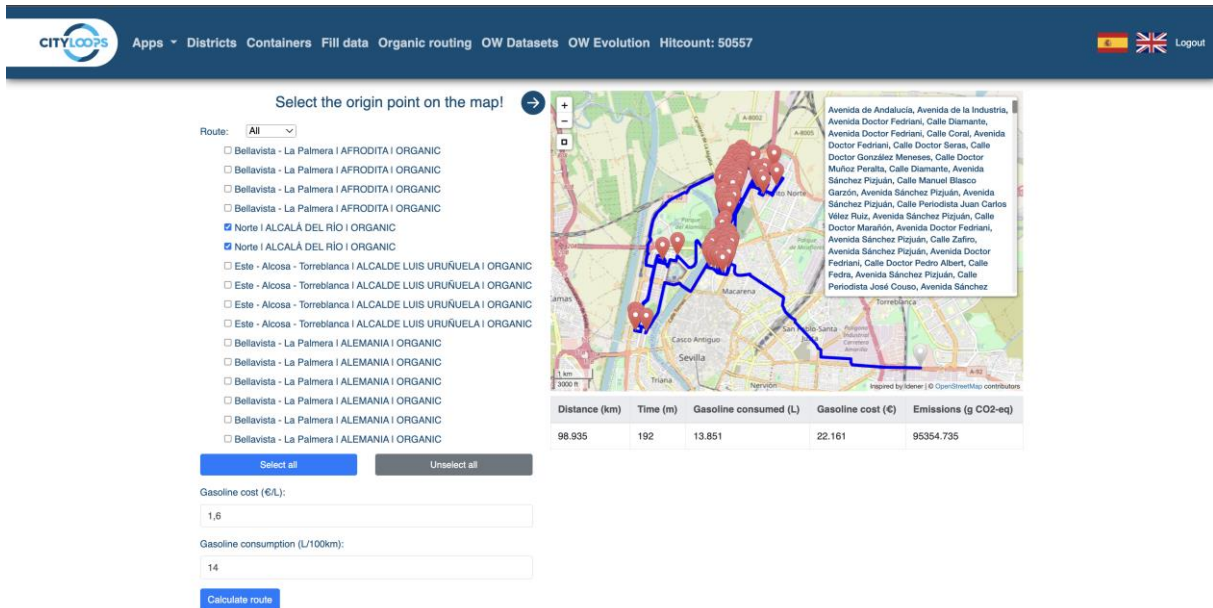 CITYLOOPS
Apps Districts Containers Fill data Organic routing OW Datasets OW Evolution Hitcount: 50557
Logout
Select the origin point on the map!
Route: All
Bellavista - La Palmera | AFRODITA | ORGANIC
Bellavista - La Palmera | AFRODITA | ORGANIC
Bellavista - La Palmera | AFRODITA | ORGANIC
Bellavista - La Palmera | AFRODITA | ORGANIC
Norte | ALCALÁ DEL RÍO | ORGANIC
Norte | ALCALÁ DEL RÍO | ORGANIC
Este - Alcosa - Torreblanca | ALCALDE LUIS URUÑUELA | ORGANIC
Este - Alcosa - Torreblanca | ALCALDE LUIS URUÑUELA | ORGANIC
Este - Alcosa - Torreblanca | ALCALDE LUIS URUÑUELA | ORGANIC
Este - Alcosa - Torreblanca | ALCALDE LUIS URUÑUELA | ORGANIC
Bellavista - La Palmera | ALEMANIA | ORGANIC
Bellavista - La Palmera | ALEMANIA | ORGANIC
Bellavista - La Palmera | ALEMANIA | ORGANIC
Bellavista - La Palmera | ALEMANIA | ORGANIC
Bellavista - La Palmera | ALEMANIA | ORGANIC
Bellavista - La Palmera | ALEMANIA | ORGANIC
Select all
Unselect all
Gasoline cost (€/L):
1,6
Gasoline consumption (L/100km):
14
Calculate route
+
−
A-8002
A-8005
Norte
Parque
Macarena
Camas
Casco Antiguo
Sevilla
Triana
Nervión
Torreblanca
A-92
1 km
3000 ft
Avenida de Andalucía, Avenida de la Industria,
Avenida Doctor Fedriani, Calle Diamante,
Avenida Doctor Fedriani, Calle Coral, Avenida
Doctor Fedriani, Calle Doctor Seras, Calle
Doctor González Meneses, Calle Doctor
Muñoz Peralta, Calle Diamante, Avenida
Sánchez Pizjuán, Calle Manuel Blasco
Garzón, Avenida Sánchez Pizjuán, Avenida
Sánchez Pizjuán, Calle Periodista Juan Carlos
Vélez Ruiz, Avenida Sánchez Pizjuán, Calle
Doctor Marañón, Avenida Doctor Fedriani,
Avenida Sánchez Pizjuán, Calle Zafiro,
Avenida Sánchez Pizjuán, Avenida Doctor
Fedriani, Calle Doctor Pedro Albert, Calle
Fedra, Avenida Sánchez Pizjuán, Calle
Periodista José Couso, Avenida Sánchez
Inspired by Idener | © OpenStreetMap contributors
Distance (km) Time (m) Gasoline consumed (L) Gasoline cost (€) Emissions (g CO2-eq)
98.935 192 13.851 22.161 95354.735